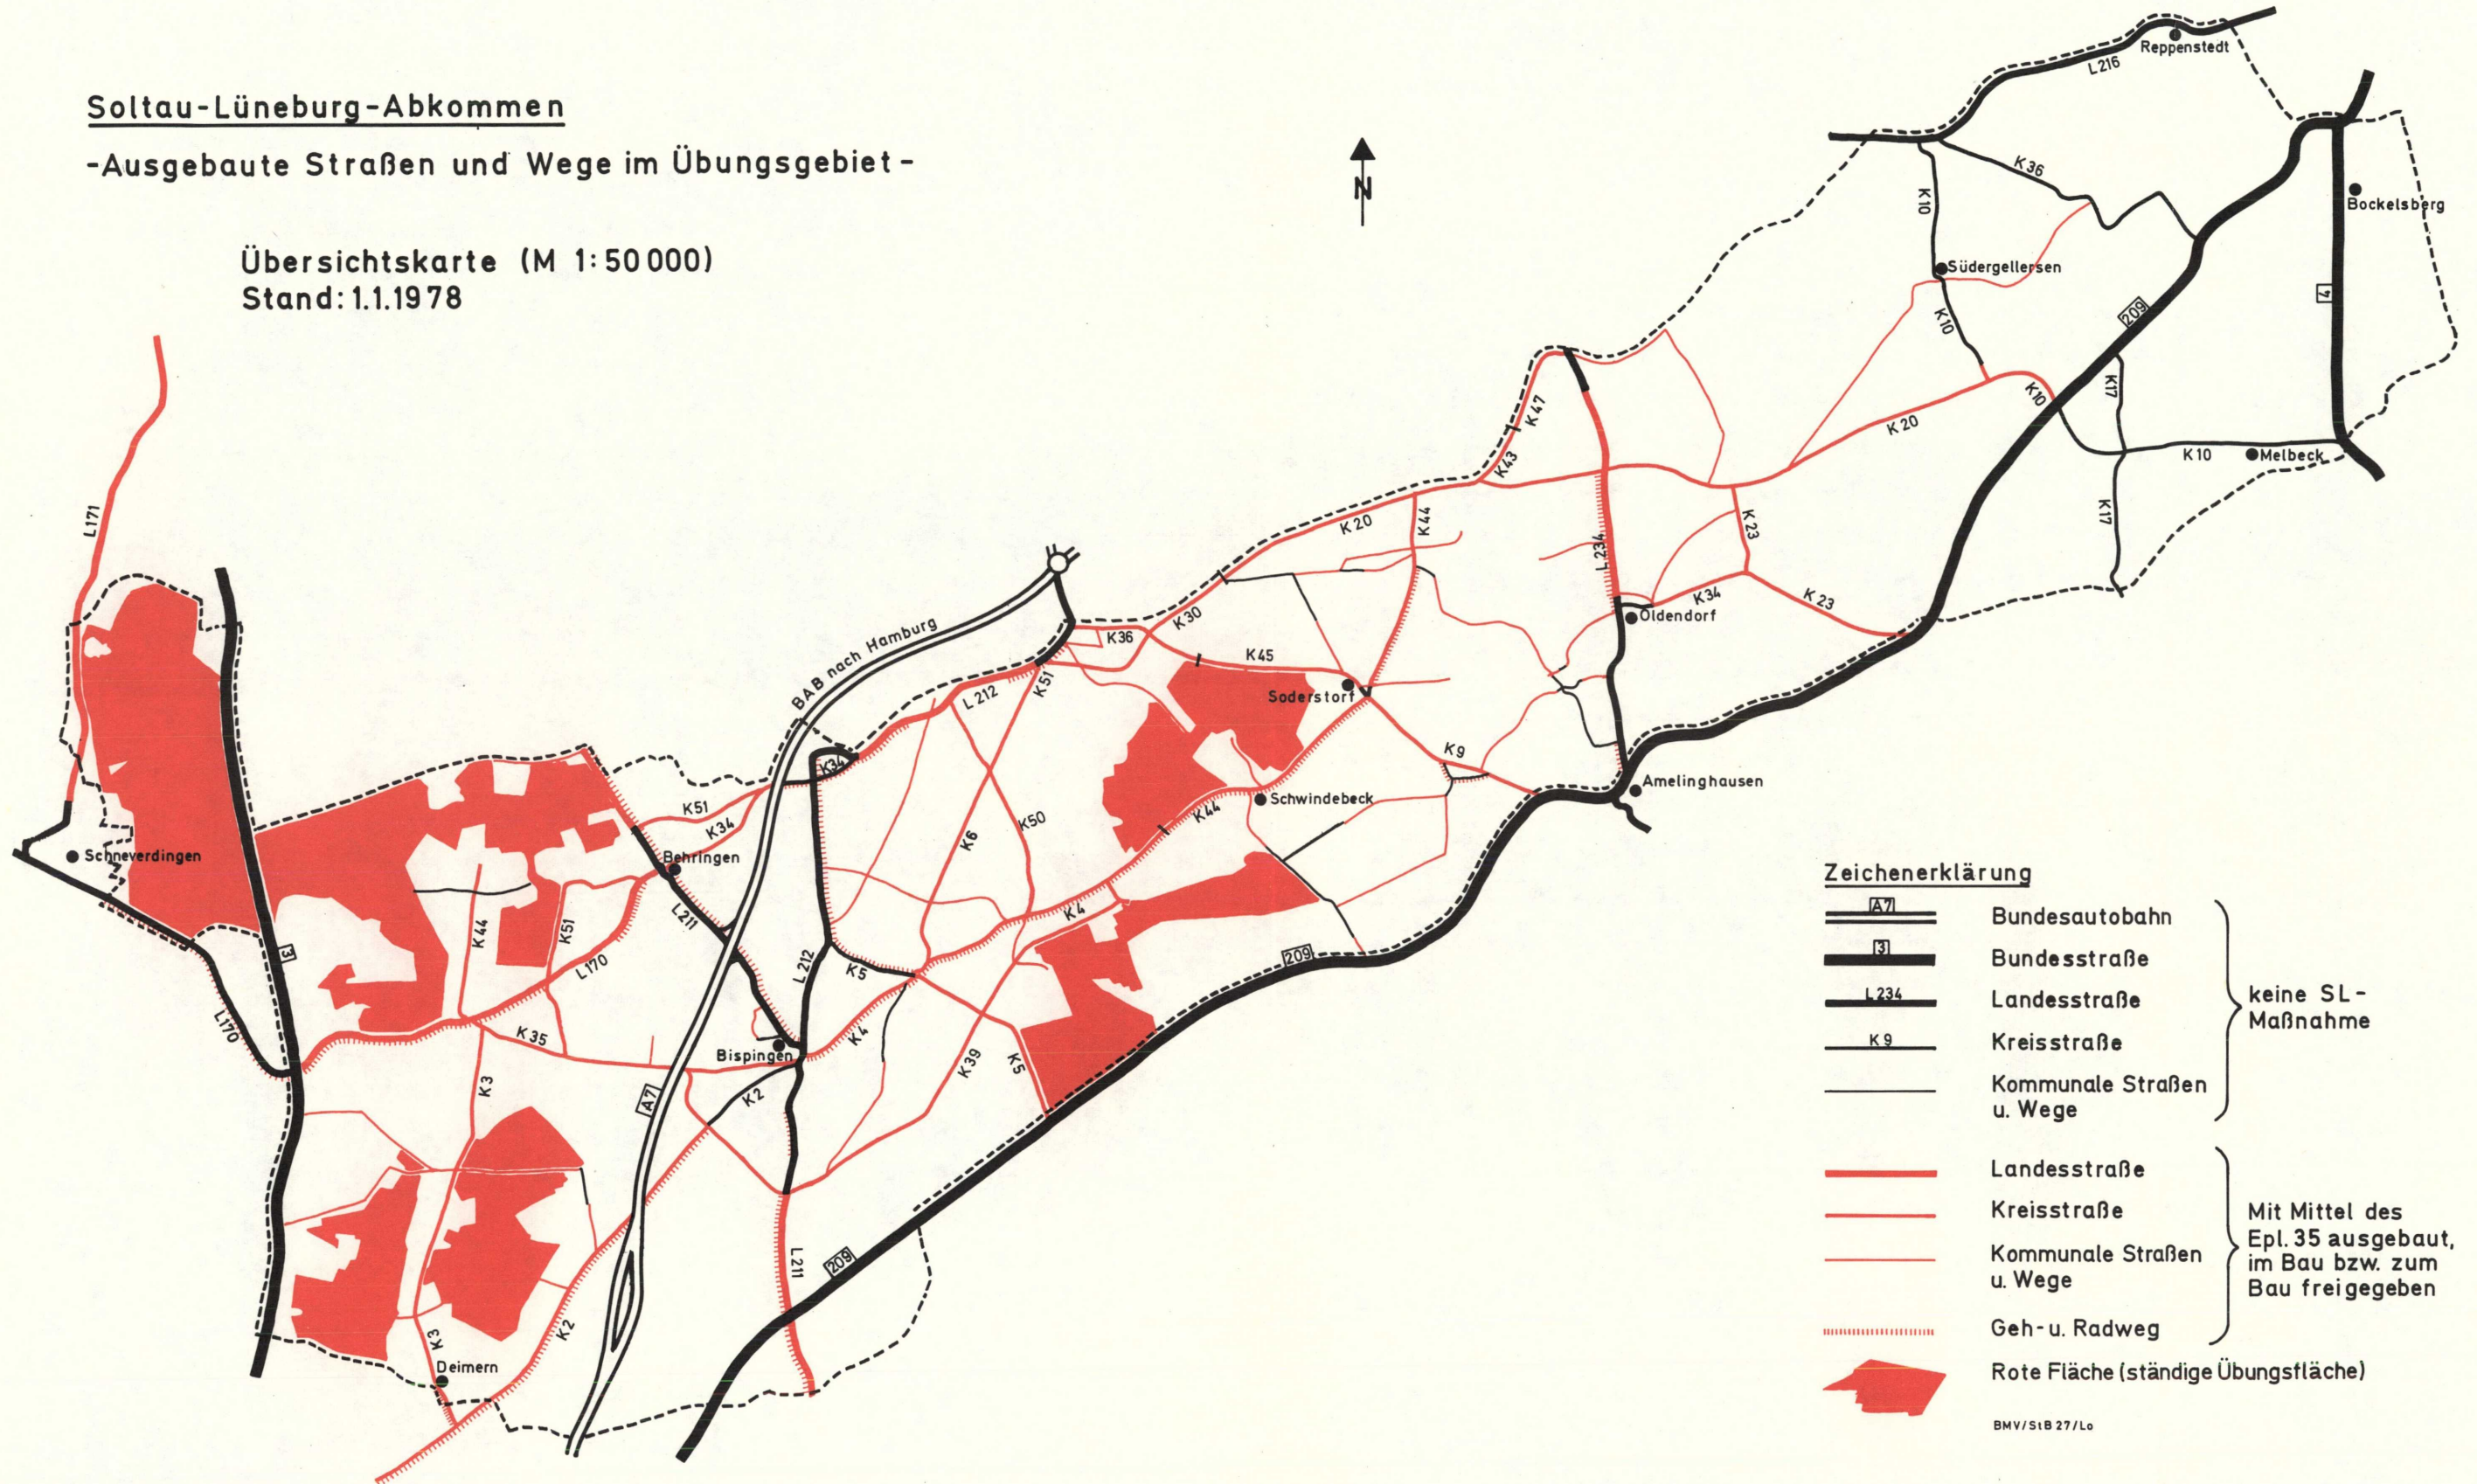 Soltau-Lüneburg-Abkommen
-Ausgebaute Straßen und Wege im Übungsgebiet-
Übersichtskarte (M 1:50 000)
Stand: 1.1.1978
N
Reppenstedt
L216
K36
K10
Bockelsberg
Südergellersen
4
K10
209
K17
K10
K20
K10
Melbeck
K17
K47
K43
K20
K44
K23
L234
K34
K23
Oldendorf
L171
BAB nach Hamburg
K36
K30
K45
L212
K51
Soderstorf
K9
Amelinghausen
K34
K51
K34
K50
K6
K44
Schwindebeck
Schneverdingen
Behringen
L211
K4
K44
K51
L170
3
L212
K5
209
L170
K35
Bispingen
K4
K39
K5
K3
A7
K2
L211
209
K2
K3
Deimern
Zeichenerklärung
A7
Bundesautobahn
3
Bundesstraße
L234
Landesstraße
K9
Kreisstraße
Kommunale Straßen
u. Wege
keine SL-
Maßnahme
Landesstraße
Kreisstraße
Kommunale Straßen
u. Wege
Geh- u. Radweg
Mit Mittel des
Epl. 35 ausgebaut,
im Bau bzw. zum
Bau freigegeben
Rote Fläche (ständige Übungsfläche)
BMV/StB 27/Lo